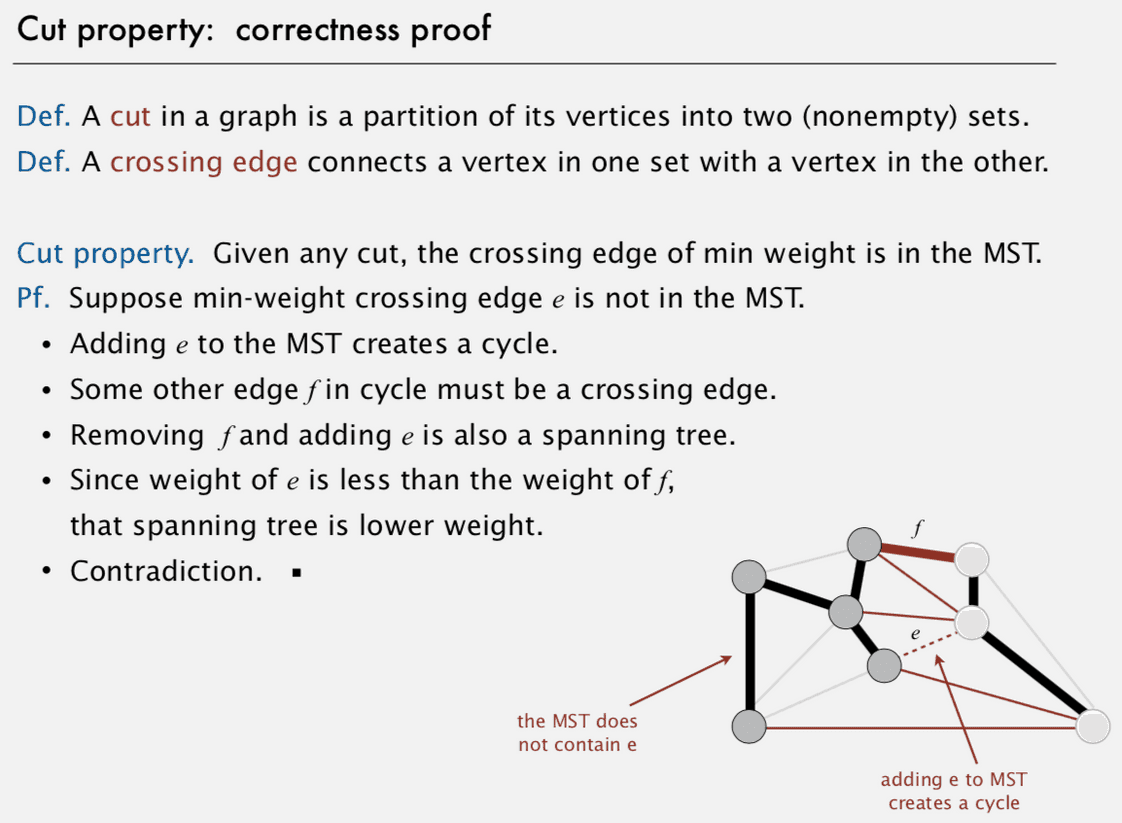 Cut property: correctness proof
Def. A cut in a graph is a partition of its vertices into two (nonempty) sets.
Def. A crossing edge connects a vertex in one set with a vertex in the other.
Cut property. Given any cut, the crossing edge of min weight is in the MST.
Pf. Suppose min-weight crossing edge e is not in the MST.
• Adding e to the MST creates a cycle.
• Some other edge f in cycle must be a crossing edge.
• Removing f and adding e is also a spanning tree.
• Since weight of e is less than the weight of f,
that spanning tree is lower weight.
• Contradiction. ▪
f
e
the MST does
not contain e
adding e to MST
creates a cycle